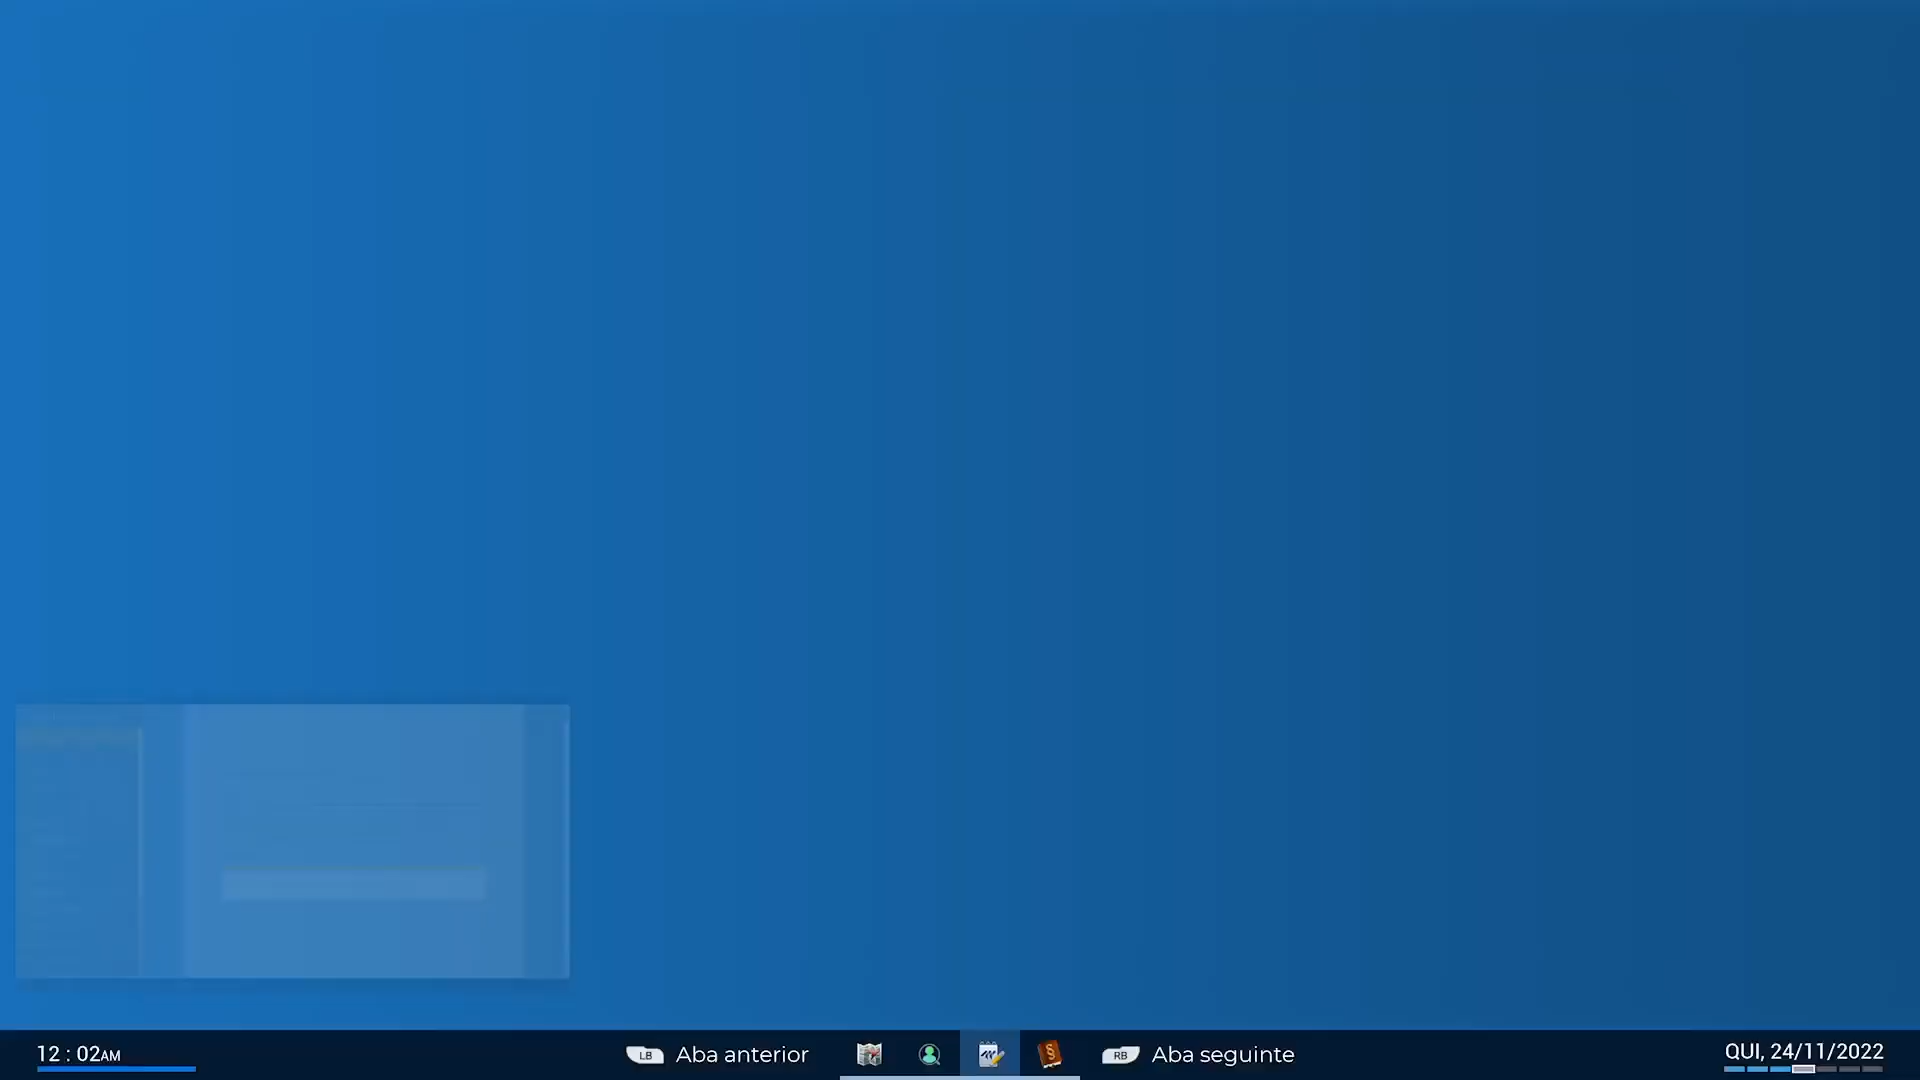 12 : 02AM
LB Aba anterior
§
RB Aba seguinte
QUI, 24/11/2022